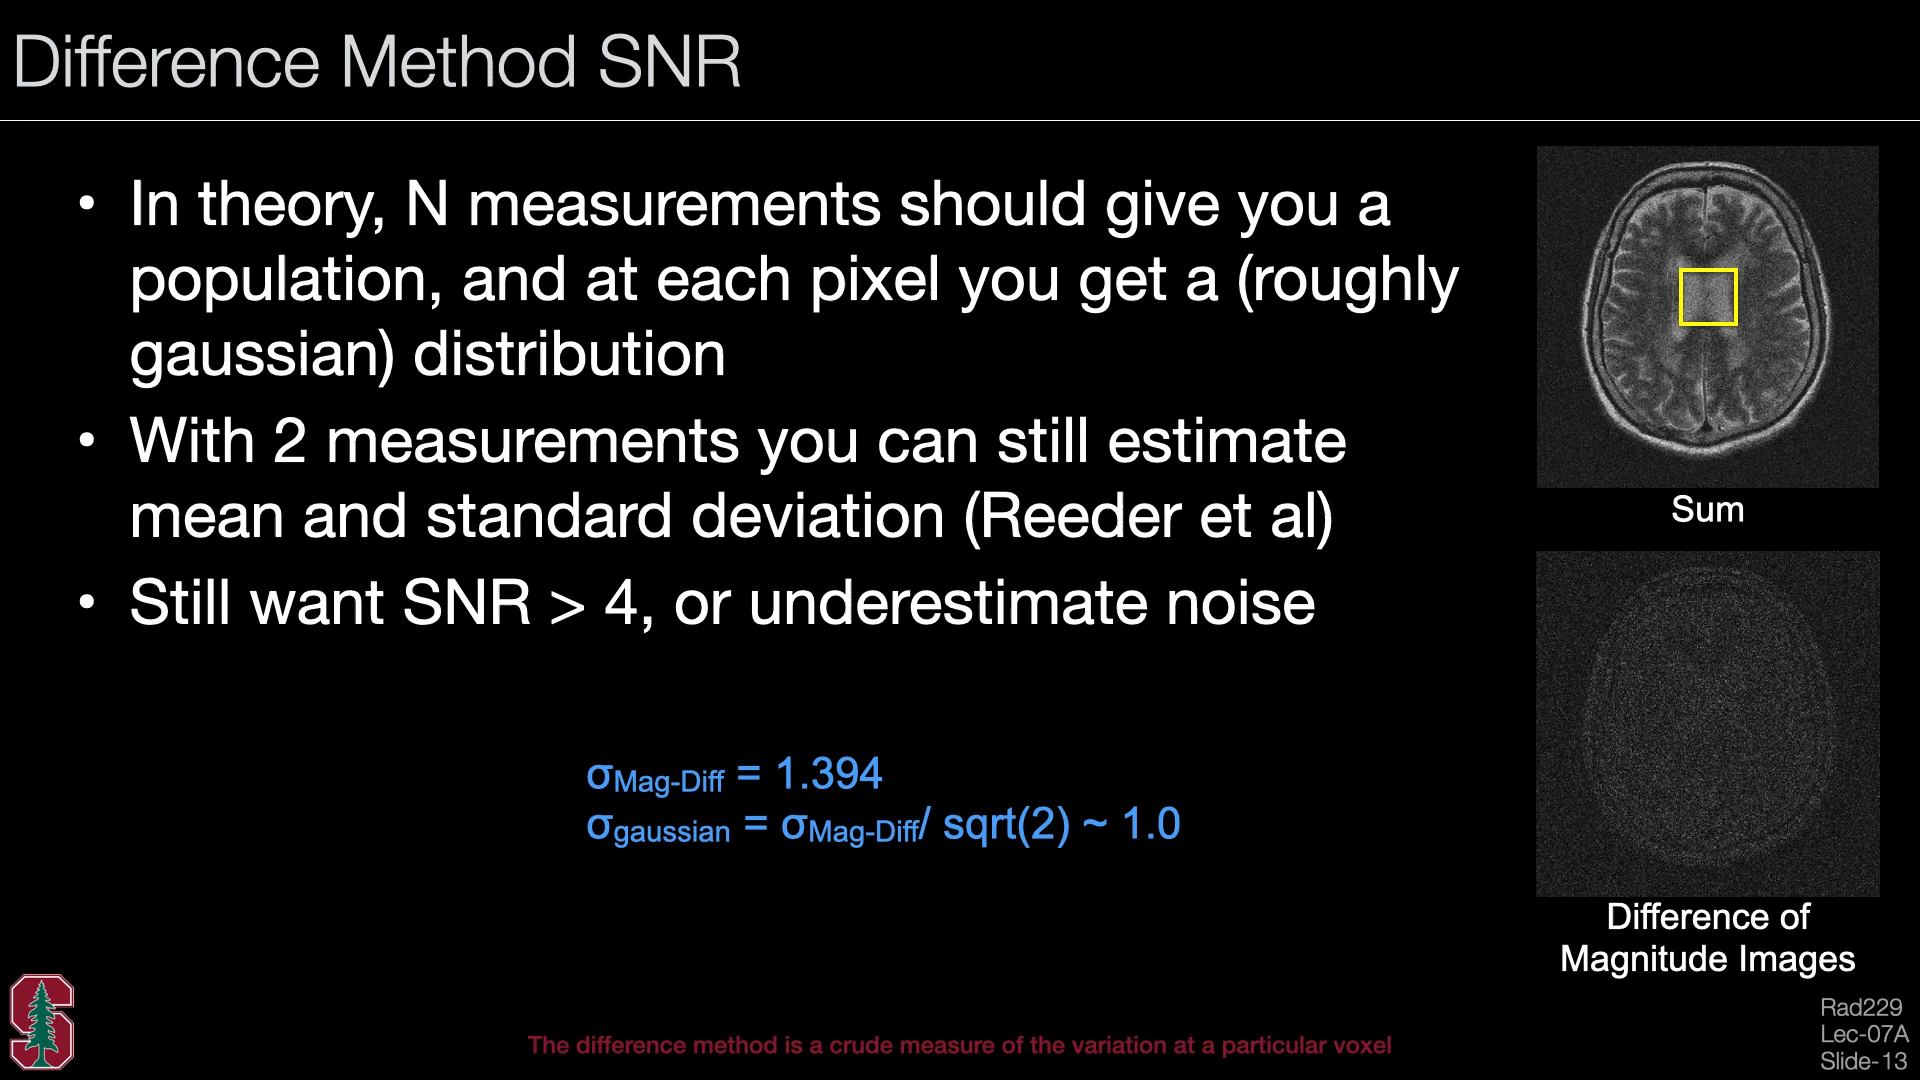 Difference Method SNR
• In theory, N measurements should give you a
population, and at each pixel you get a (roughly
gaussian) distribution
• With 2 measurements you can still estimate
mean and standard deviation (Reeder et al)
• Still want SNR > 4, or underestimate noise
σMag-Diff = 1.394
σgaussian = σMag-Diff/ sqrt(2) ~ 1.0
Sum
Difference of
Magnitude Images
The difference method is a crude measure of the variation at a particular voxel
Rad229
Lec-07A
Slide-13